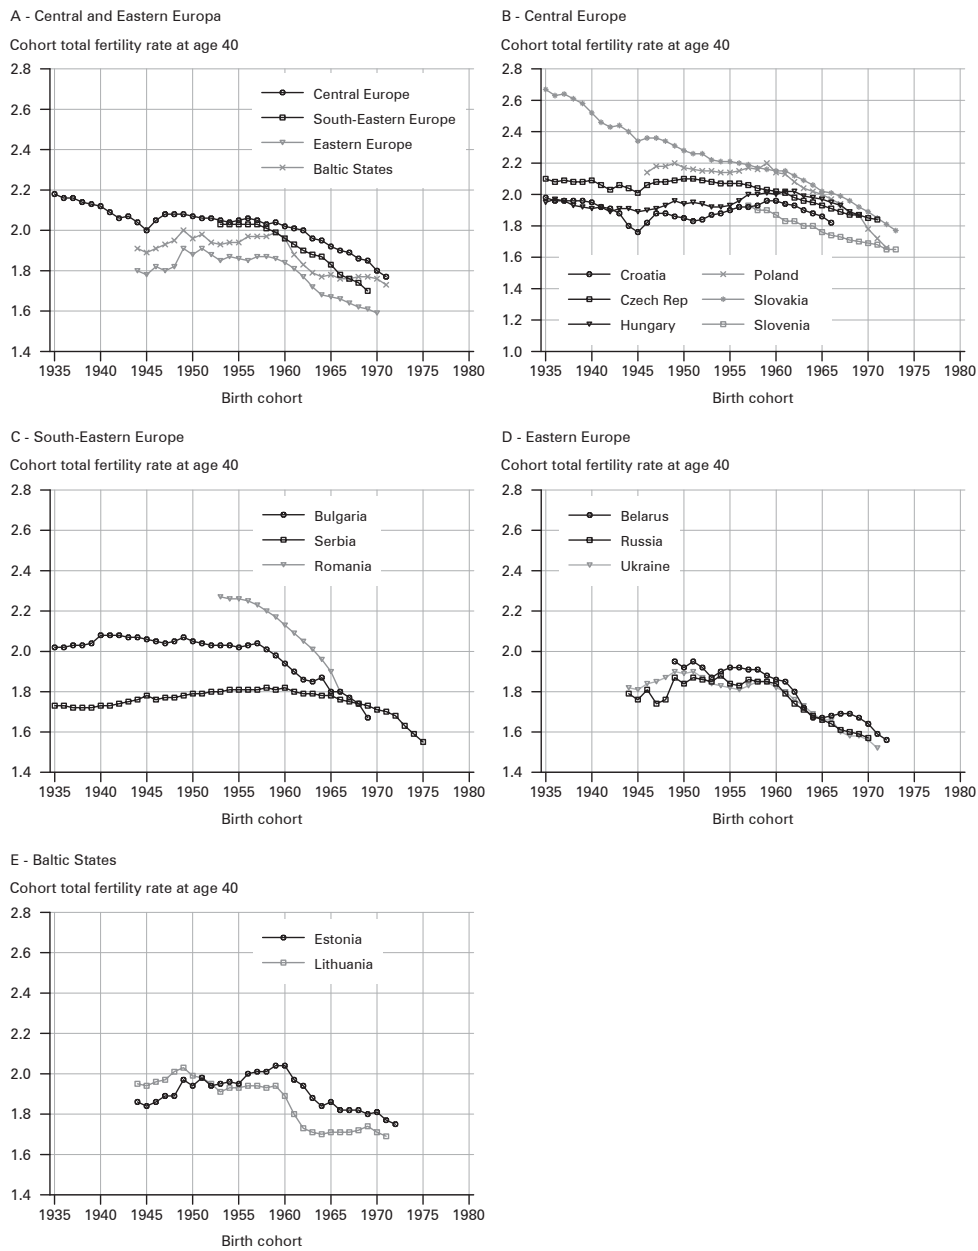 A - Central and Eastern Europa
Cohort total fertility rate at age 40
2.8
2.6
2.4
2.2
2.0
1.8
1.6
1.4
Central Europe
South-Eastern Europe
Eastern Europe
Baltic States
1935 1940 1945 1950 1955 1960 1965 1970 1975 1980
Birth cohort
B - Central Europe
Cohort total fertility rate at age 40
2.8
2.6
2.4
2.2
2.0
1.8
1.6
1.4
1.2
1.0
Croatia Poland
Czech Rep Slovakia
Hungary Slovenia
1935 1940 1945 1950 1955 1960 1965 1970 1975 1980
Birth cohort
C - South-Eastern Europe
Cohort total fertility rate at age 40
2.8
2.6
2.4
2.2
2.0
1.8
1.6
1.4
Bulgaria
Serbia
Romania
1935 1940 1945 1950 1955 1960 1965 1970 1975 1980
Birth cohort
D - Eastern Europe
Cohort total fertility rate at age 40
2.8
2.6
2.4
2.2
2.0
1.8
1.6
1.4
Belarus
Russia
Ukraine
1935 1940 1945 1950 1955 1960 1965 1970 1975 1980
Birth cohort
E - Baltic States
Cohort total fertility rate at age 40
2.8
2.6
2.4
2.2
2.0
1.8
1.6
1.4
Estonia
Lithuania
1935 1940 1945 1950 1955 1960 1965 1970 1975 1980
Birth cohort